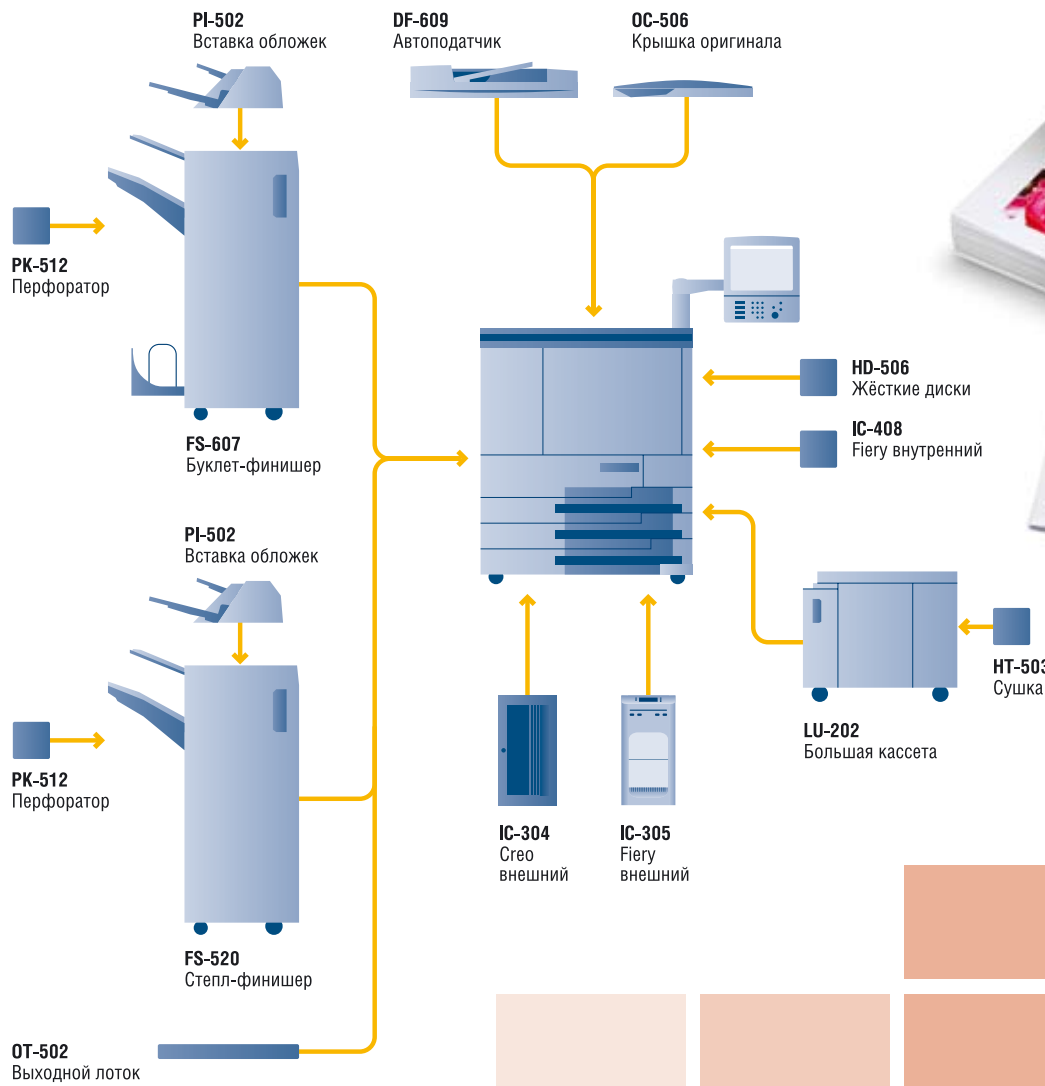 PI-502
Вставка обложек
DF-609
Автоподатчик
OC-506
Крышка оригинала
PK-512
Перфоратор
FS-607
Буклет-финишер
HD-506
Жёсткие диски
IC-408
Fiery внутренний
PI-502
Вставка обложек
PK-512
Перфоратор
HT-503
Сушка
LU-202
Большая кассета
IC-304
Creo
внешний
IC-305
Fiery
внешний
FS-520
Степл-финишер
OT-502
Выходной лоток